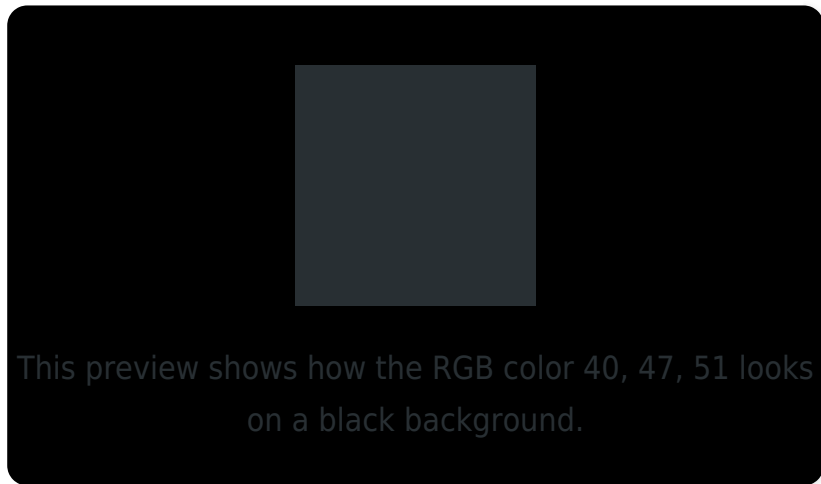 This preview shows how the RGB color 40, 47, 51 looks
on a black background.